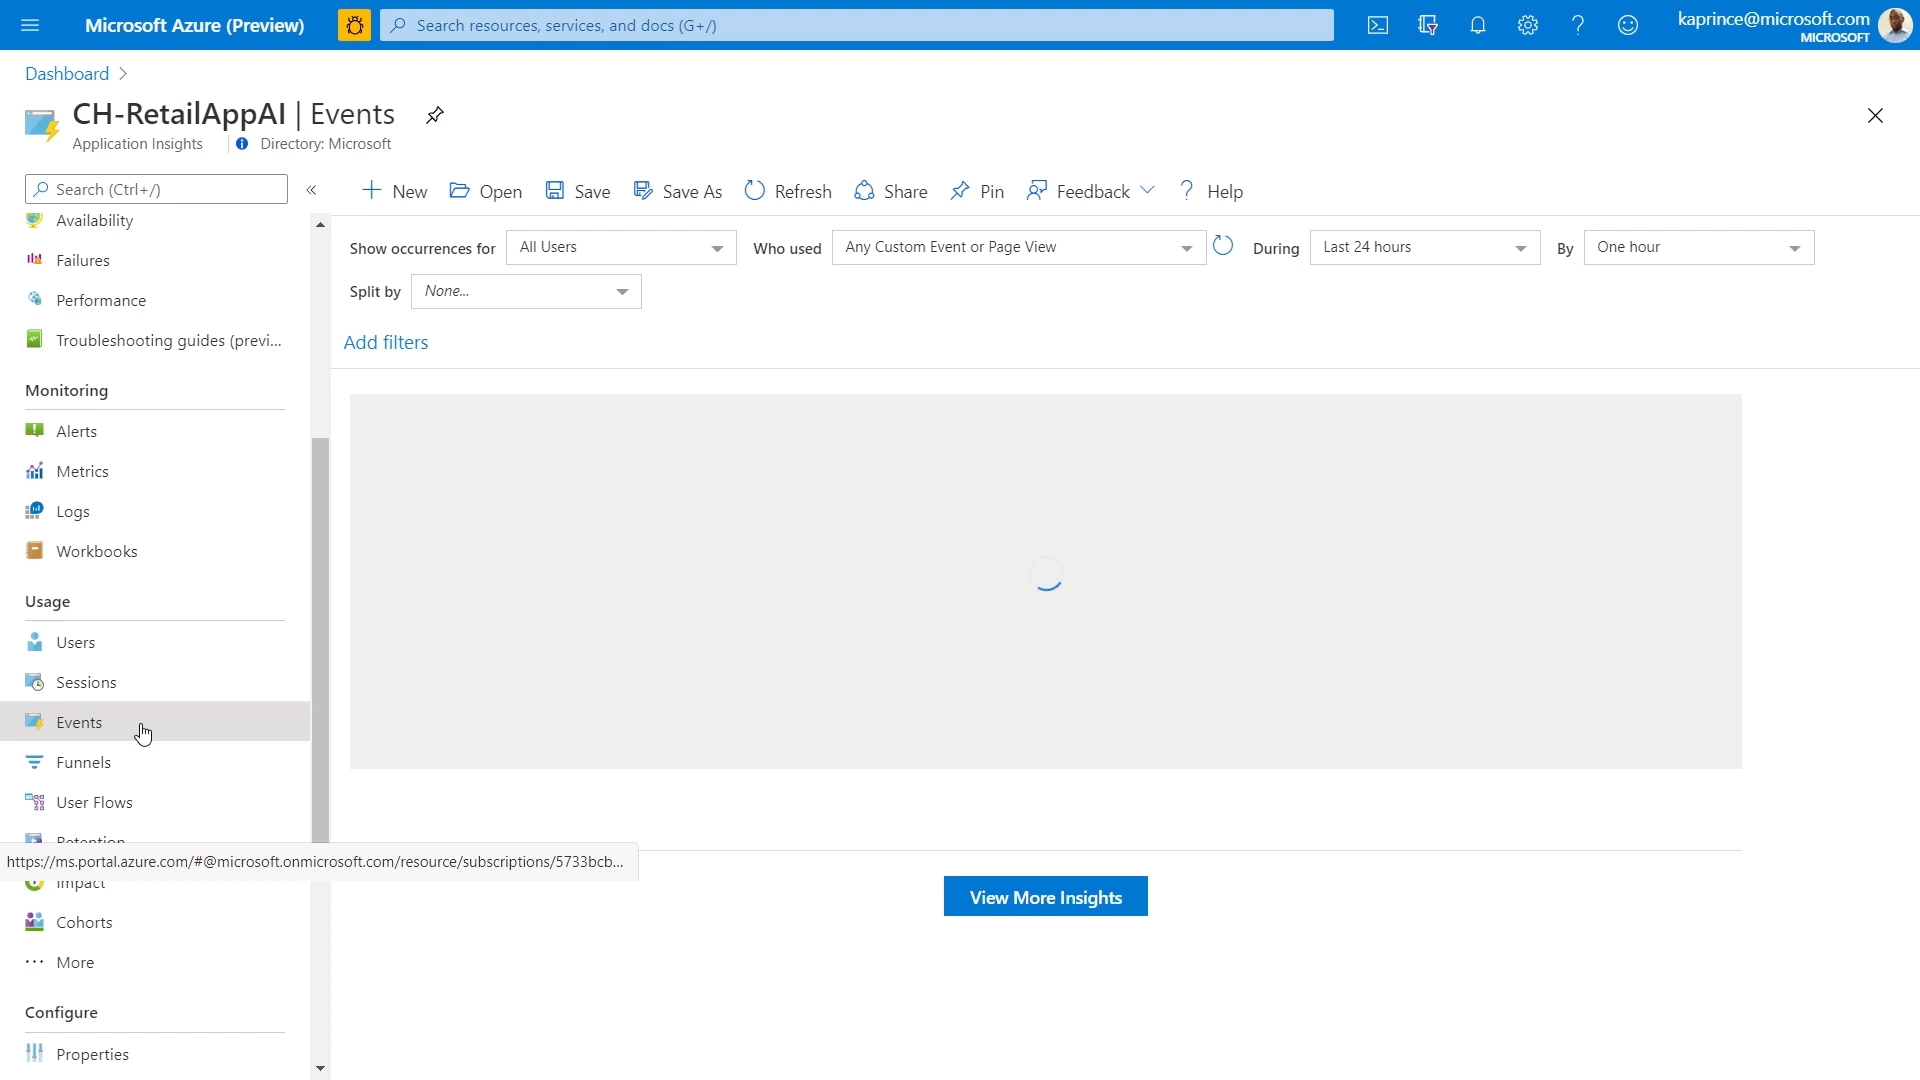 Microsoft Azure (Preview)
Search resources, services, and docs (G+/)
kaprince@microsoft.com
MICROSOFT
Dashboard
CH-RetailAppAI | Events
Application Insights
Directory: Microsoft
Search (Ctrl+/)
New
Open
Save
Save As
Refresh
Share
Pin
Feedback
Help
Availability
Failures
Performance
Troubleshooting guides (previ...
Monitoring
Alerts
Metrics
Logs
Workbooks
Usage
Users
Sessions
Events
Funnels
User Flows
Retention
https://ms.portal.azure.com/#@microsoft.onmicrosoft.com/resource/subscriptions/5733bcb...
Impact
Cohorts
More
Configure
Properties
Show occurrences for All Users Who used Any Custom Event or Page View During Last 24 hours By One hour
Split by None...
Add filters
View More Insights